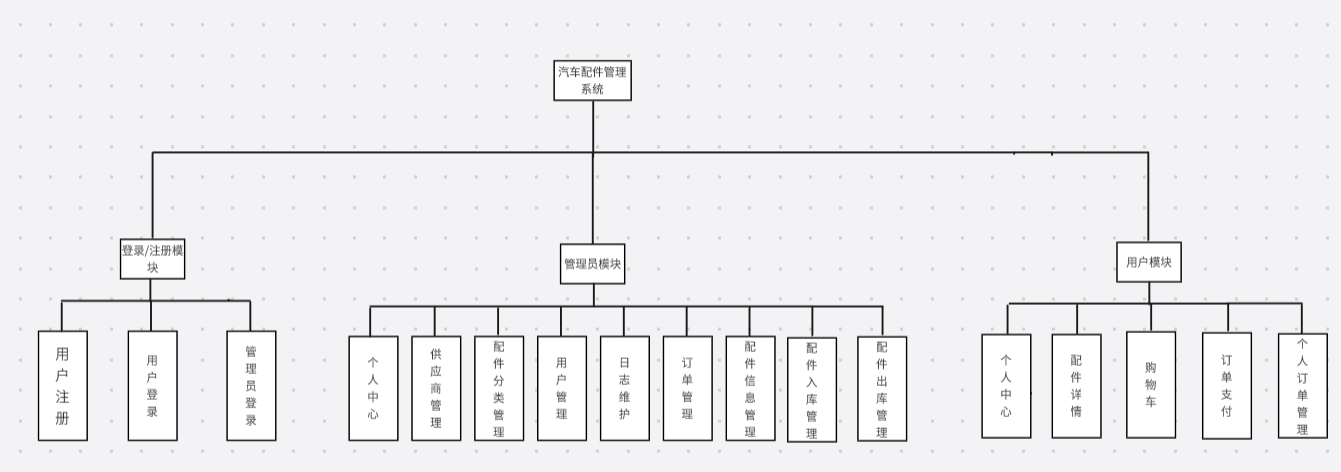 汽车配件管理
系统
登录/注册模
块
管理员模块
用户模块
用户注册
用户登录
管理员登录
个人中心
供应商管理
配件分类管理
用户管理
日志维护
订单管理
配件信息管理
配件入库管理
配件出库管理
个人中心
配件详情
购物车
订单支付
个人订单管理